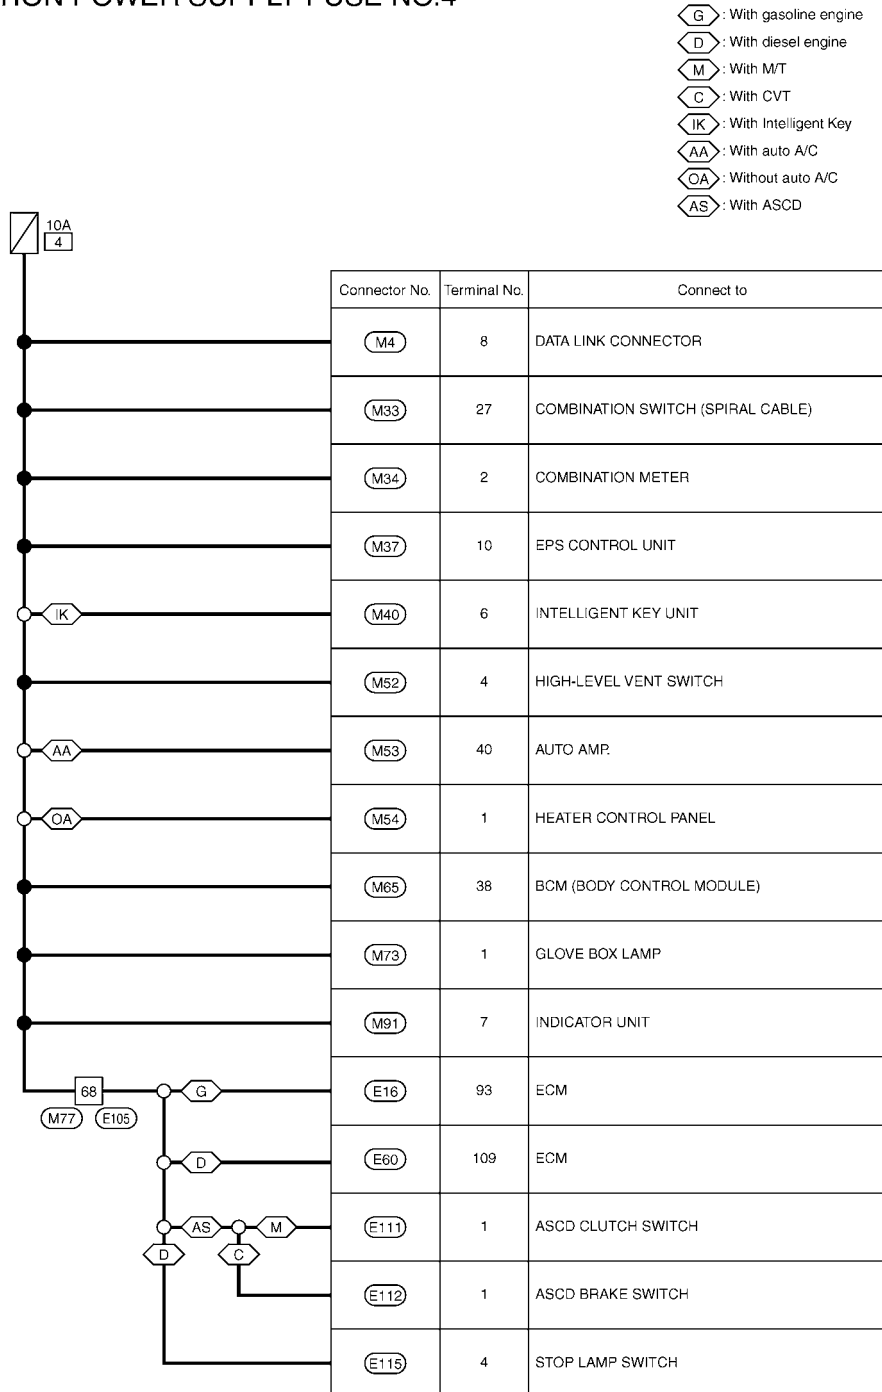 POWER SUPPLY FUSE NO.4
G : With gasoline engine
D : With diesel engine
M : With M/T
C : With CVT
IK : With Intelligent Key
AA : With auto A/C
OA : Without auto A/C
AS : With ASCD
10A
4
Connector No. Terminal No. Connect to
M4 8 DATA LINK CONNECTOR
M33 27 COMBINATION SWITCH (SPIRAL CABLE)
M34 2 COMBINATION METER
M37 10 EPS CONTROL UNIT
IK M40 6 INTELLIGENT KEY UNIT
M52 4 HIGH-LEVEL VENT SWITCH
AA M53 40 AUTO AMP.
OA M54 1 HEATER CONTROL PANEL
M65 38 BCM (BODY CONTROL MODULE)
M73 1 GLOVE BOX LAMP
M91 7 INDICATOR UNIT
68 G E16 93 ECM
M77 E105
D E60 109 ECM
AS M E111 1 ASCD CLUTCH SWITCH
D C
E112 1 ASCD BRAKE SWITCH
E115 4 STOP LAMP SWITCH